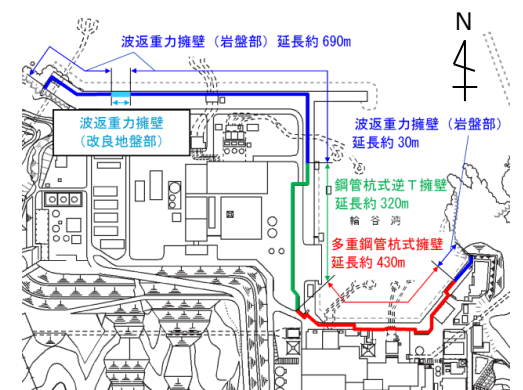 波返重力擁壁（岩盤部）延長約 690m
N
波返重力擁壁
（改良地盤部）
波返重力擁壁（岩盤部）
延長約 30m
鋼管杭式逆Ｔ擁壁
延長約 320m
輪谷湾
多重鋼管杭式擁壁
延長約 430m